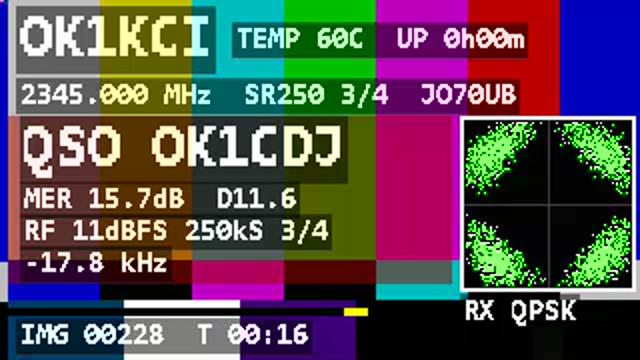 OK1KCI TEMP 60C UP 0h00m
2345.000 MHz SR250 3/4 JO70UB
QSO OK1CDJ
MER 15.7dB D11.6
RF 11dBFS 250kS 3/4
-17.8 kHz
RX QPSK
IMG 00228 T 00:16